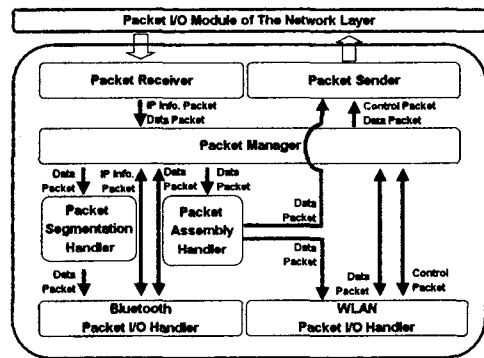 Packet I/O Module of The Network Layer
Packet Receiver
Packet Sender
IP Info. Packet
Data Packet
Control Packet
Data Packet
Packet Manager
Data
Packet
IP Info.
Packet
Data
Packet
Data
Packet
Packet
Segmentation
Handler
Packet
Assembly
Handler
Data
Packet
Data
Packet
Data
Packet
Data
Packet
Control
Packet
Bluetooth
Packet I/O Handler
WLAN
Packet I/O Handler